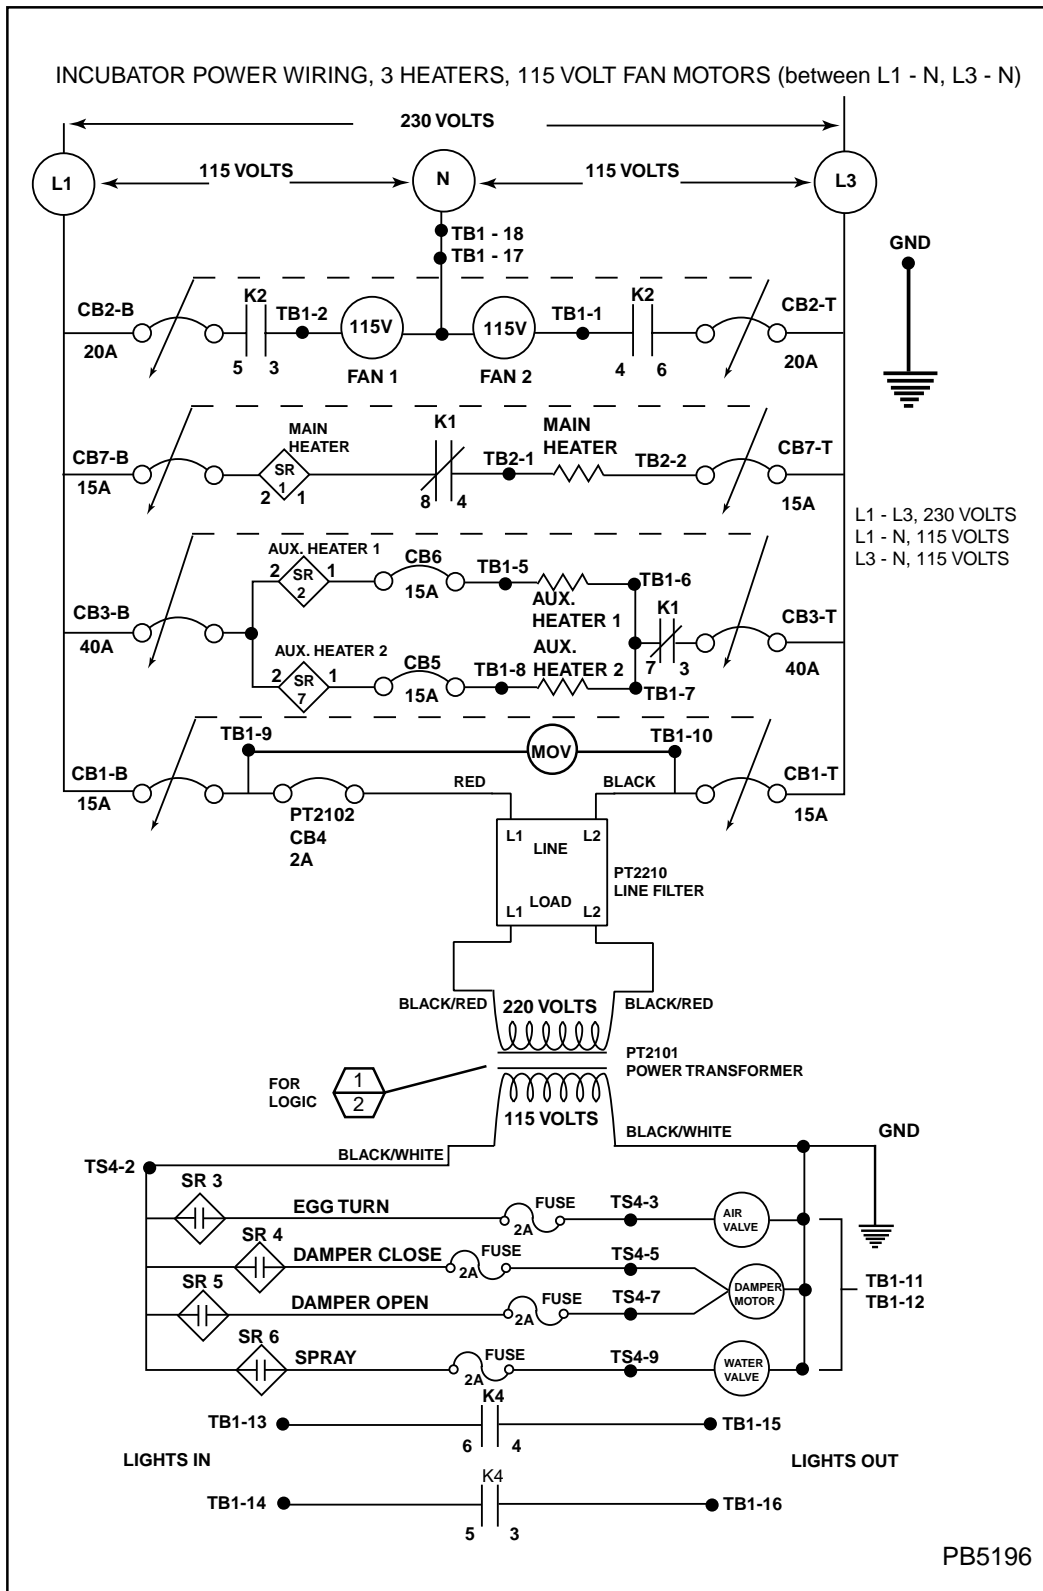 INCUBATOR POWER WIRING, 3 HEATERS, 115 VOLT FAN MOTORS (between L1 - N, L3 - N)
230 VOLTS
L1
115 VOLTS
N
115 VOLTS
L3
TB1 - 18
TB1 - 17
GND
CB2-B
20A
K2
5 3
TB1-2
115V
FAN 1
115V
FAN 2
TB1-1
K2
4 6
CB2-T
20A
CB7-B
15A
MAIN
HEATER
SR
1
2 1
K1
8 4
TB2-1
MAIN
HEATER
TB2-2
CB7-T
15A
L1 - L3, 230 VOLTS
L1 - N, 115 VOLTS
L3 - N, 115 VOLTS
CB3-B
40A
AUX. HEATER 1
2 SR 1
2
CB6
15A
TB1-5
AUX.
HEATER 1
TB1-6
K1
7 3
CB3-T
40A
AUX. HEATER 2
2 SR 1
7
CB5
15A
TB1-8
AUX.
HEATER 2
TB1-7
CB1-B
15A
TB1-9
MOV
TB1-10
CB1-T
15A
PT2102
CB4
2A
RED
BLACK
L1 L2
LINE
LOAD
L1 L2
PT2210
LINE FILTER
BLACK/RED
220 VOLTS
BLACK/RED
PT2101
POWER TRANSFORMER
FOR
LOGIC
1
2
115 VOLTS
BLACK/WHITE
BLACK/WHITE
GND
TS4-2
SR 3
EGG TURN
FUSE
2A
TS4-3
AIR
VALVE
SR 4
DAMPER CLOSE
FUSE
2A
TS4-5
SR 5
DAMPER OPEN
FUSE
2A
TS4-7
DAMPER
MOTOR
TB1-11
TB1-12
SR 6
SPRAY
FUSE
2A
TS4-9
WATER
VALVE
TB1-13
K4
6 4
TB1-15
LIGHTS IN
LIGHTS OUT
TB1-14
K4
5 3
TB1-16
PB5196